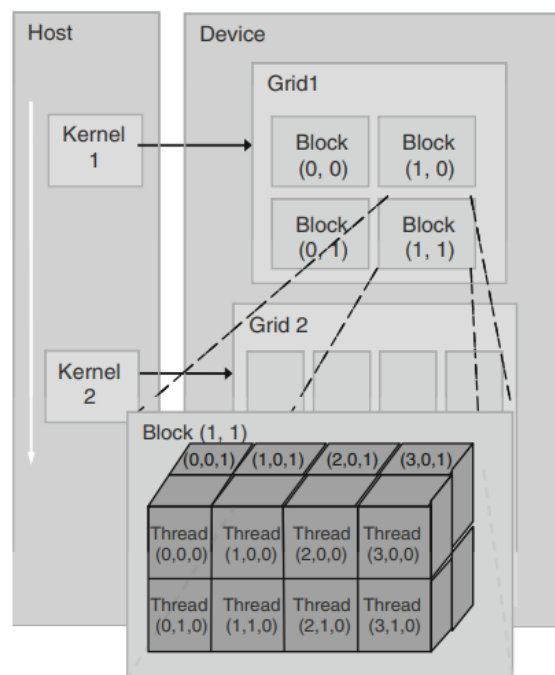 Host
Device
Grid1
Kernel
1
Block
(0, 0)
Block
(1, 0)
Block
(0, 1)
Block
(1, 1)
Grid 2
Kernel
2
Block (1, 1)
(0,0,1)
(1,0,1)
(2,0,1)
(3,0,1)
Thread
(0,0,0)
Thread
(1,0,0)
Thread
(2,0,0)
Thread
(3,0,0)
Thread
(0,1,0)
Thread
(1,1,0)
Thread
(2,1,0)
Thread
(3,1,0)